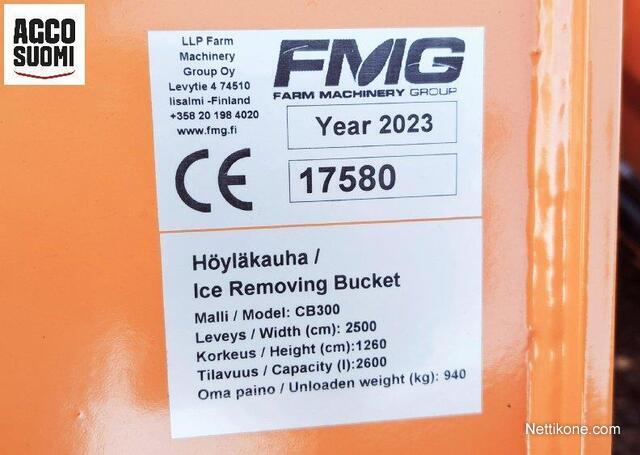 AGCO
SUOMI
LLP Farm
Machinery
Group Oy
Levytie 4 74510
Iisalmi -Finland
+358 20 198 4020
www.fmg.fi
FMG
FARM MACHINERY GROUP
Year 2023
CE
17580
Höyläkauha /
Ice Removing Bucket
Malli / Model: CB300
Leveys / Width (cm): 2500
Korkeus / Height (cm):1260
Tilavuus / Capacity (l):2600
Oma paino / Unloaden weight (kg): 940
Nettikone.com